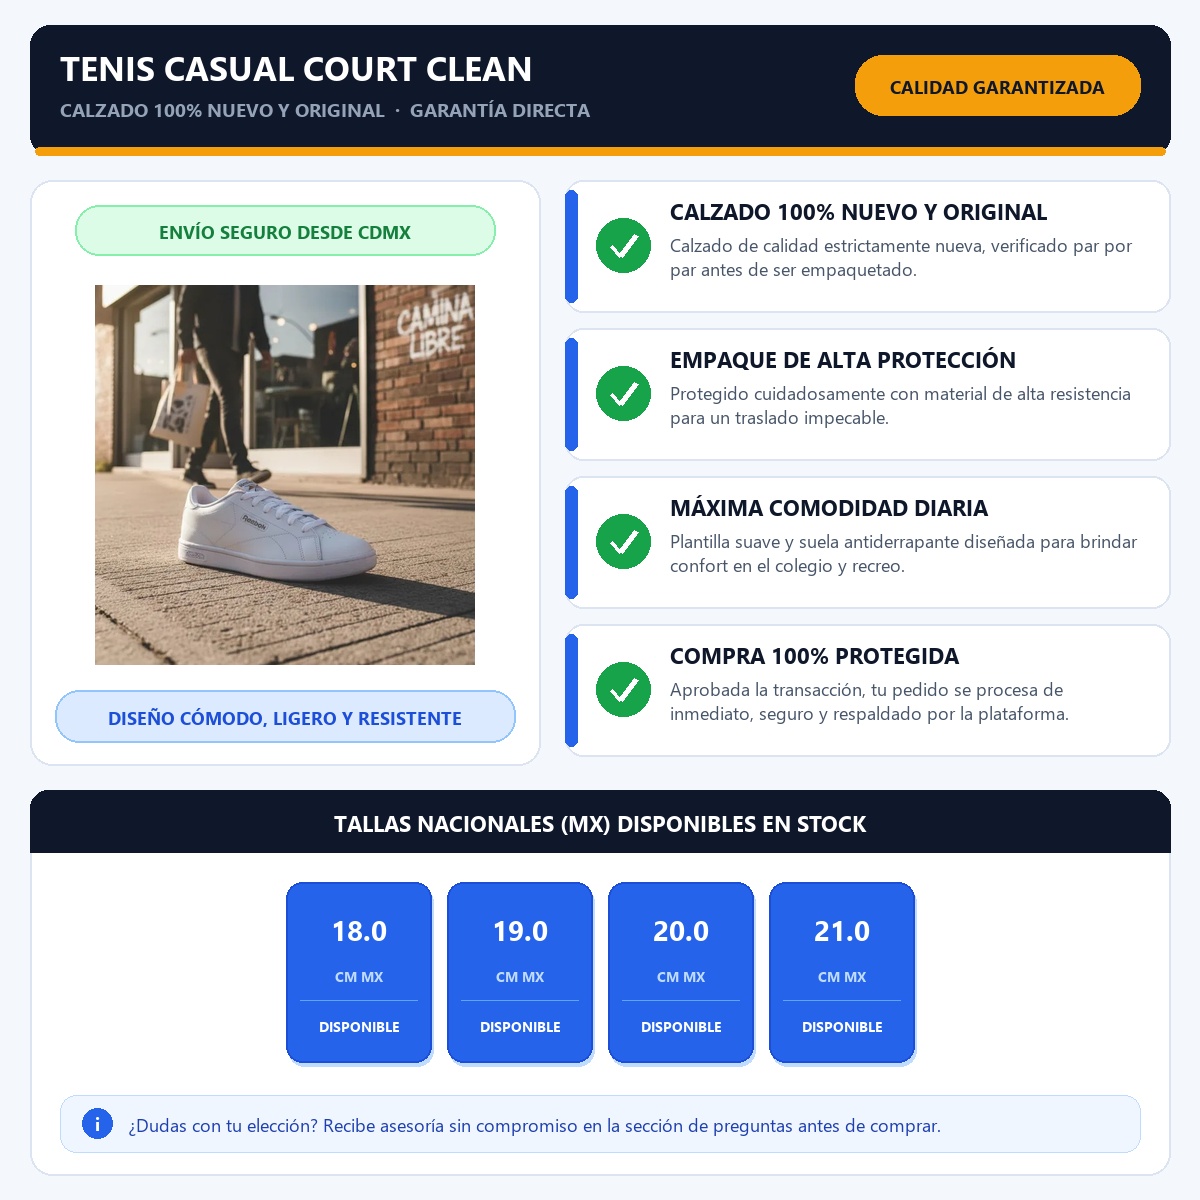 TENIS CASUAL COURT CLEAN
CALZADO 100% NUEVO Y ORIGINAL · GARANTÍA DIRECTA
CALIDAD GARANTIZADA
ENVÍO SEGURO DESDE CDMX
CAMINA
LIBRE
Reebok
DISEÑO CÓMODO, LIGERO Y RESISTENTE
CALZADO 100% NUEVO Y ORIGINAL
Calzado de calidad estrictamente nueva, verificado par por
par antes de ser empaquetado.
EMPAQUE DE ALTA PROTECCIÓN
Protegido cuidadosamente con material de alta resistencia
para un traslado impecable.
MÁXIMA COMODIDAD DIARIA
Plantilla suave y suela antiderrapante diseñada para brindar
confort en el colegio y recreo.
COMPRA 100% PROTEGIDA
Aprobada la transacción, tu pedido se procesa de
inmediato, seguro y respaldado por la plataforma.
TALLAS NACIONALES (MX) DISPONIBLES EN STOCK
18.0
CM MX
DISPONIBLE
19.0
CM MX
DISPONIBLE
20.0
CM MX
DISPONIBLE
21.0
CM MX
DISPONIBLE
¿Dudas con tu elección? Recibe asesoría sin compromiso en la sección de preguntas antes de comprar.